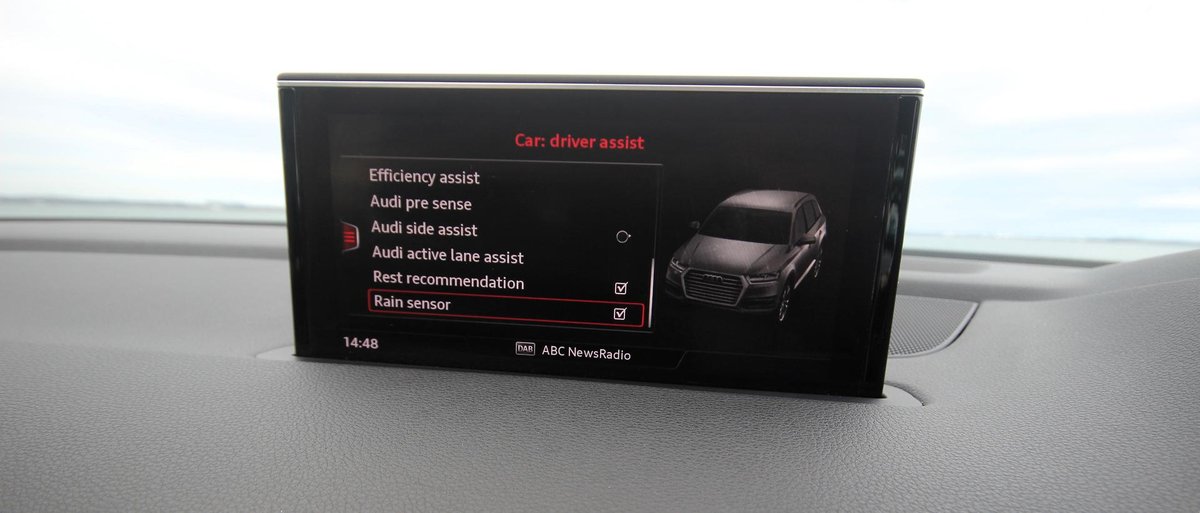 Car: driver assist
Efficiency assist
Audi pre sense
Audi side assist
Audi active lane assist
Rest recommendation
Rain sensor
14:48
DAB ABC NewsRadio